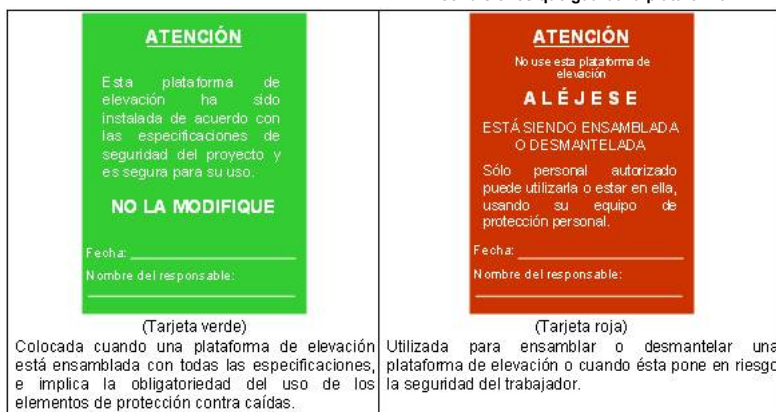 ATENCIÓN
Esta plataforma de
elevación ha sido
instalada de acuerdo con
las especificaciones de
seguridad del proyecto y
es segura para su uso.
NO LA MODIFIQUE
Fecha:
Nombre del responsable:
(Tarjeta verde)
Colocada cuando una plataforma de elevación
está ensamblada con todas las especificaciones,
e implica la obligatoriedad del uso de los
elementos de protección contra caídas.
ATENCIÓN
No use esta plataforma de
elevación
ALÉJESE
ESTÁ SIENDO ENSAMBLADA
O DESMANTELADA
Sólo personal autorizado
puede utilizarla o estar en ella,
usando su equipo de
protección personal.
Fecha:
Nombre del responsable:
(Tarjeta roja)
Utilizada para ensamblar o desmantelar una
plataforma de elevación o cuando ésta pone en riesgo
la seguridad del trabajador.